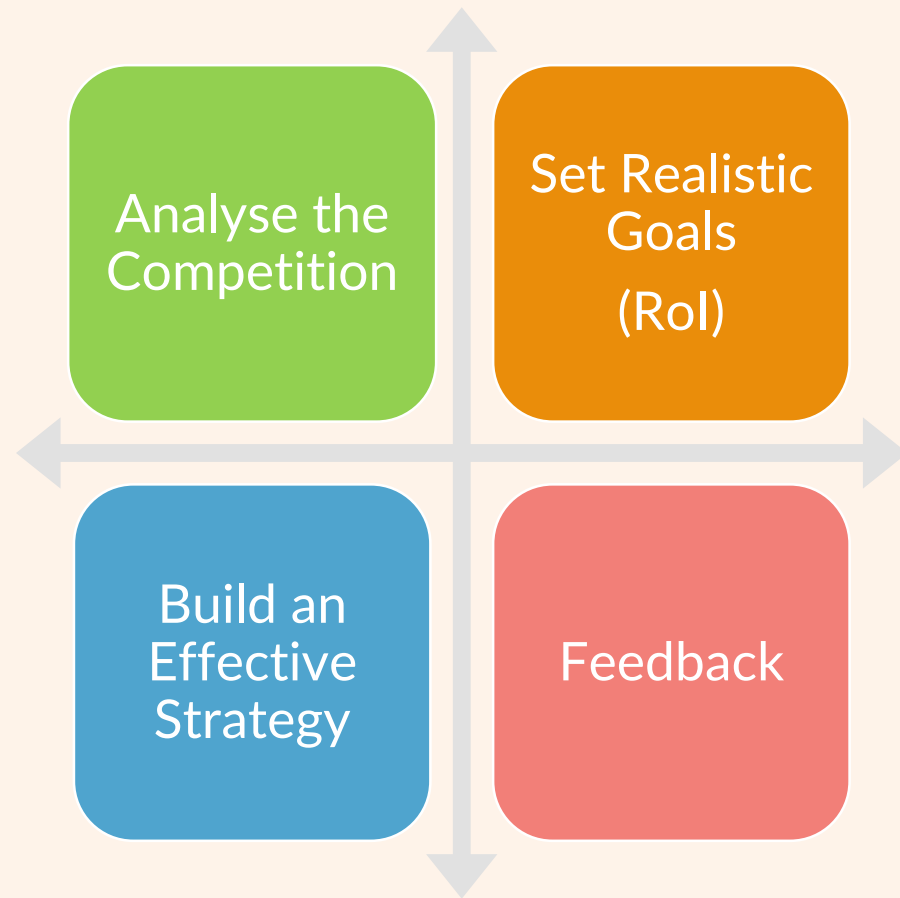 Analyse the
Competition
Set Realistic
Goals
(RoI)
Build an
Effective
Strategy
Feedback